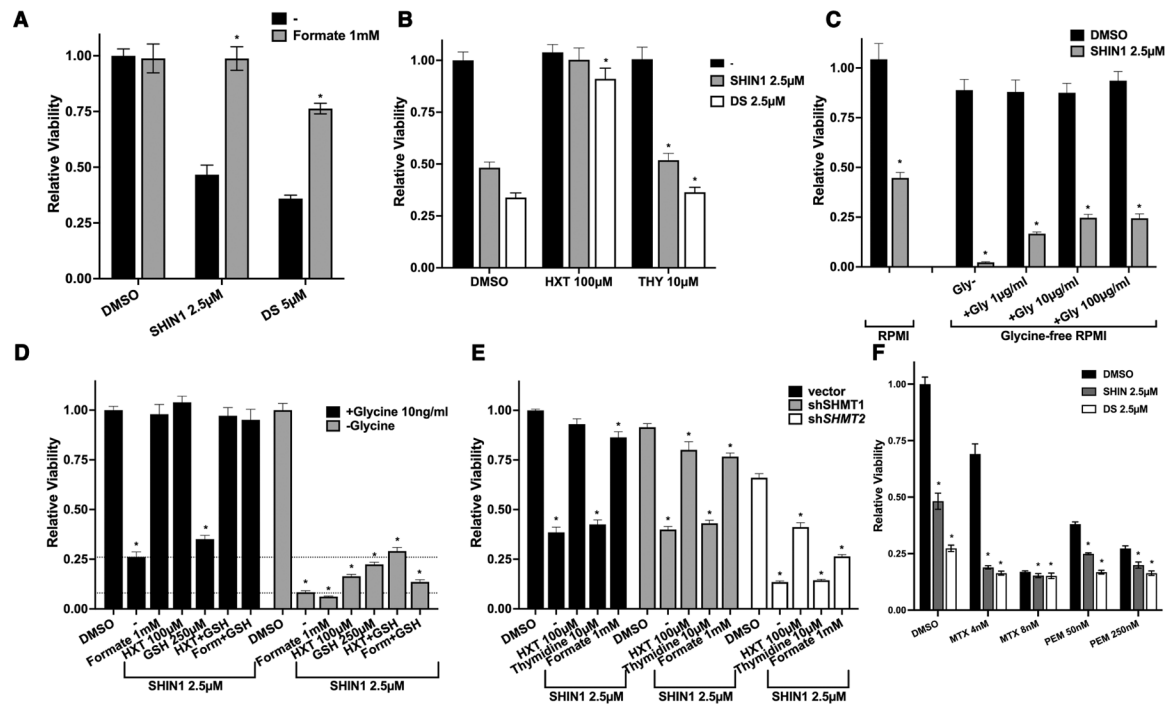 A
-
Formate 1mM
Relative Viability
1.00
0.75
0.50
0.25
0.00
*
*
DMSO
SHIN1 2.5μM
DS 5μM
B
-
SHIN1 2.5μM
DS 2.5μM
Relative Viability
1.00
0.75
0.50
0.25
0.00
*
*
*
DMSO
HXT 100μM
THY 10μM
C
DMSO
SHIN1 2.5μM
Relative Viability
1.00
0.75
0.50
0.25
0.00
*
*
*
*
*
Gly-
+Gly 1μg/ml
+Gly 10μg/ml
+Gly 100μg/ml
RPMI
Glycine-free RPMI
D
+Glycine 10ng/ml
-Glycine
Relative Viability
1.00
0.75
0.50
0.25
0.00
*
*
*
*
*
*
*
*
DMSO
-
Formate 1mM
HXT 100μM
GSH 250μM
HXT+GSH
Form+GSH
DMSO
-
Formate 1mM
HXT 100μM
GSH 250μM
HXT+GSH
Form+GSH
SHIN1 2.5μM
SHIN1 2.5μM
E
vector
shSHMT1
shSHMT2
Relative Viability
1.00
0.75
0.50
0.25
0.00
*
*
*
*
*
*
*
*
*
*
*
DMSO
-
HXT 100μM
Thymidine 10μM
Formate 1mM
DMSO
-
HXT 100μM
Thymidine 10μM
Formate 1mM
DMSO
-
HXT 100μM
Thymidine 10μM
Formate 1mM
SHIN1 2.5μM
SHIN1 2.5μM
SHIN1 2.5μM
F
DMSO
SHIN 2.5μM
DS 2.5μM
Relative Viability
1.00
0.75
0.50
0.25
0.00
*
*
*
*
*
*
*
*
*
*
DMSO
MTX 4nM
MTX 8nM
PEM 50nM
PEM 250nM